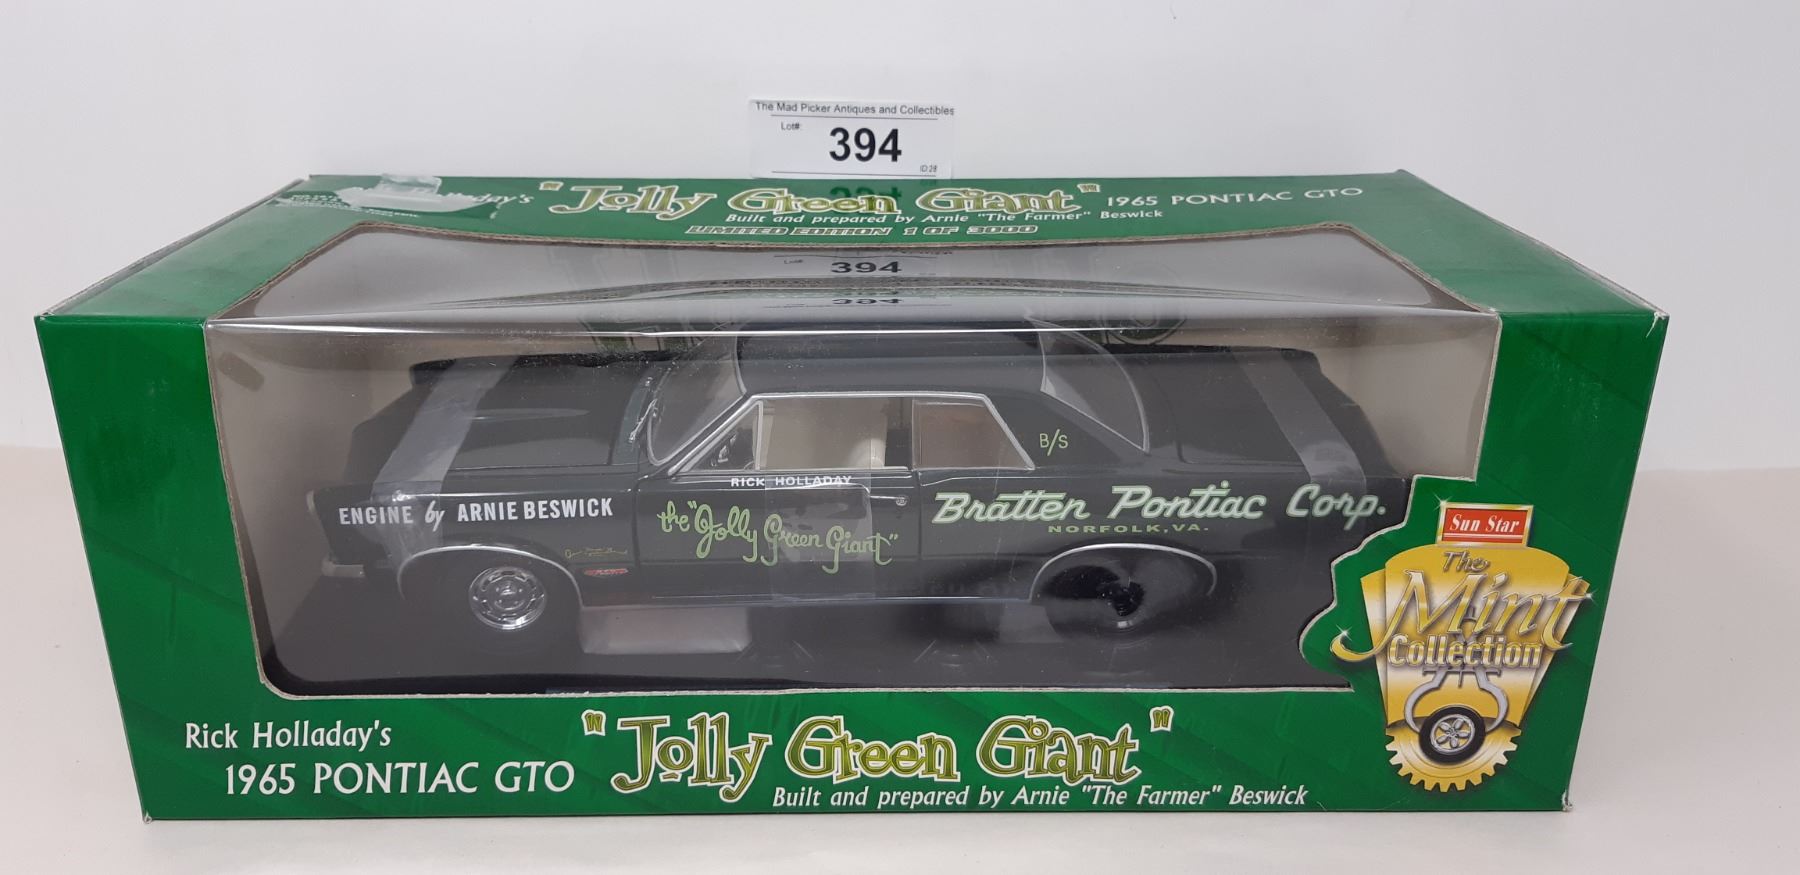 The Mad Picker Antiques and Collectibles
Lot#: 394
ID:28
"Jolly Green Giant" 1965 PONTIAC GTO
Built and prepared by Arnie "The Farmer" Beswick
LIMITED EDITION 1 OF 3000
394
394
B/S
RICK HOLLADAY
ENGINE by ARNIE BESWICK
the "Jolly Green Giant"
Bratten Pontiac Corp.
NORFOLK, VA.
Sun Star
The Mint Collection
Rick Holladay's
1965 PONTIAC GTO
"Jolly Green Giant"
Built and prepared by Arnie "The Farmer" Beswick